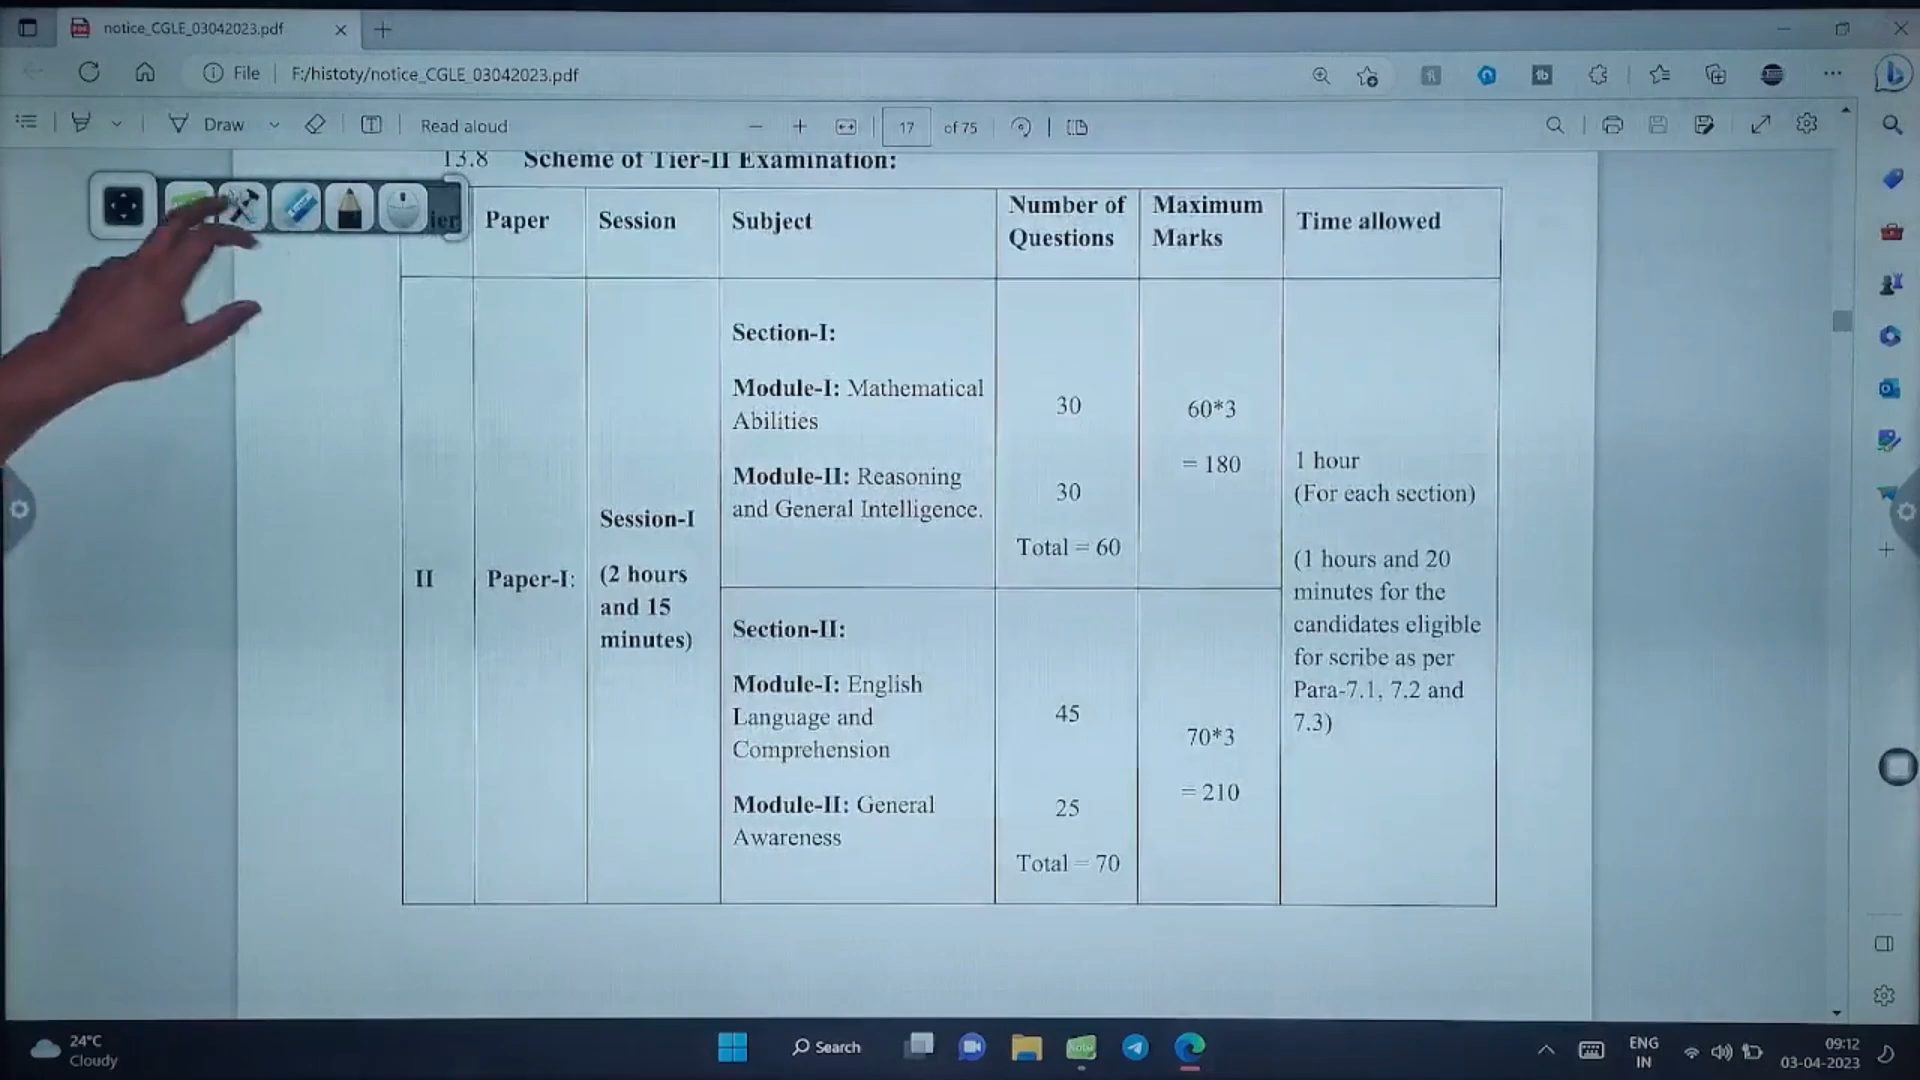 notice_CGLE_03042023.pdf
File
F:/histoty/notice_CGLE_03042023.pdf
Draw
Read aloud
17
of 75
13.8 Scheme of Tier-II Examination:
ier
Paper
Session
Subject
Number of
Questions
Maximum
Marks
Time allowed
II
Paper-I:
Session-I
(2 hours
and 15
minutes)
Section-I:
Module-I: Mathematical
Abilities
Module-II: Reasoning
and General Intelligence.
30
30
Total = 60
60*3
= 180
Section-II:
Module-I: English
Language and
Comprehension
Module-II: General
Awareness
45
25
Total = 70
70*3
= 210
1 hour
(For each section)
(1 hours and 20
minutes for the
candidates eligible
for scribe as per
Para-7.1, 7.2 and
7.3)
24°C
Cloudy
Search
ENG
IN
09:12
03-04-2023